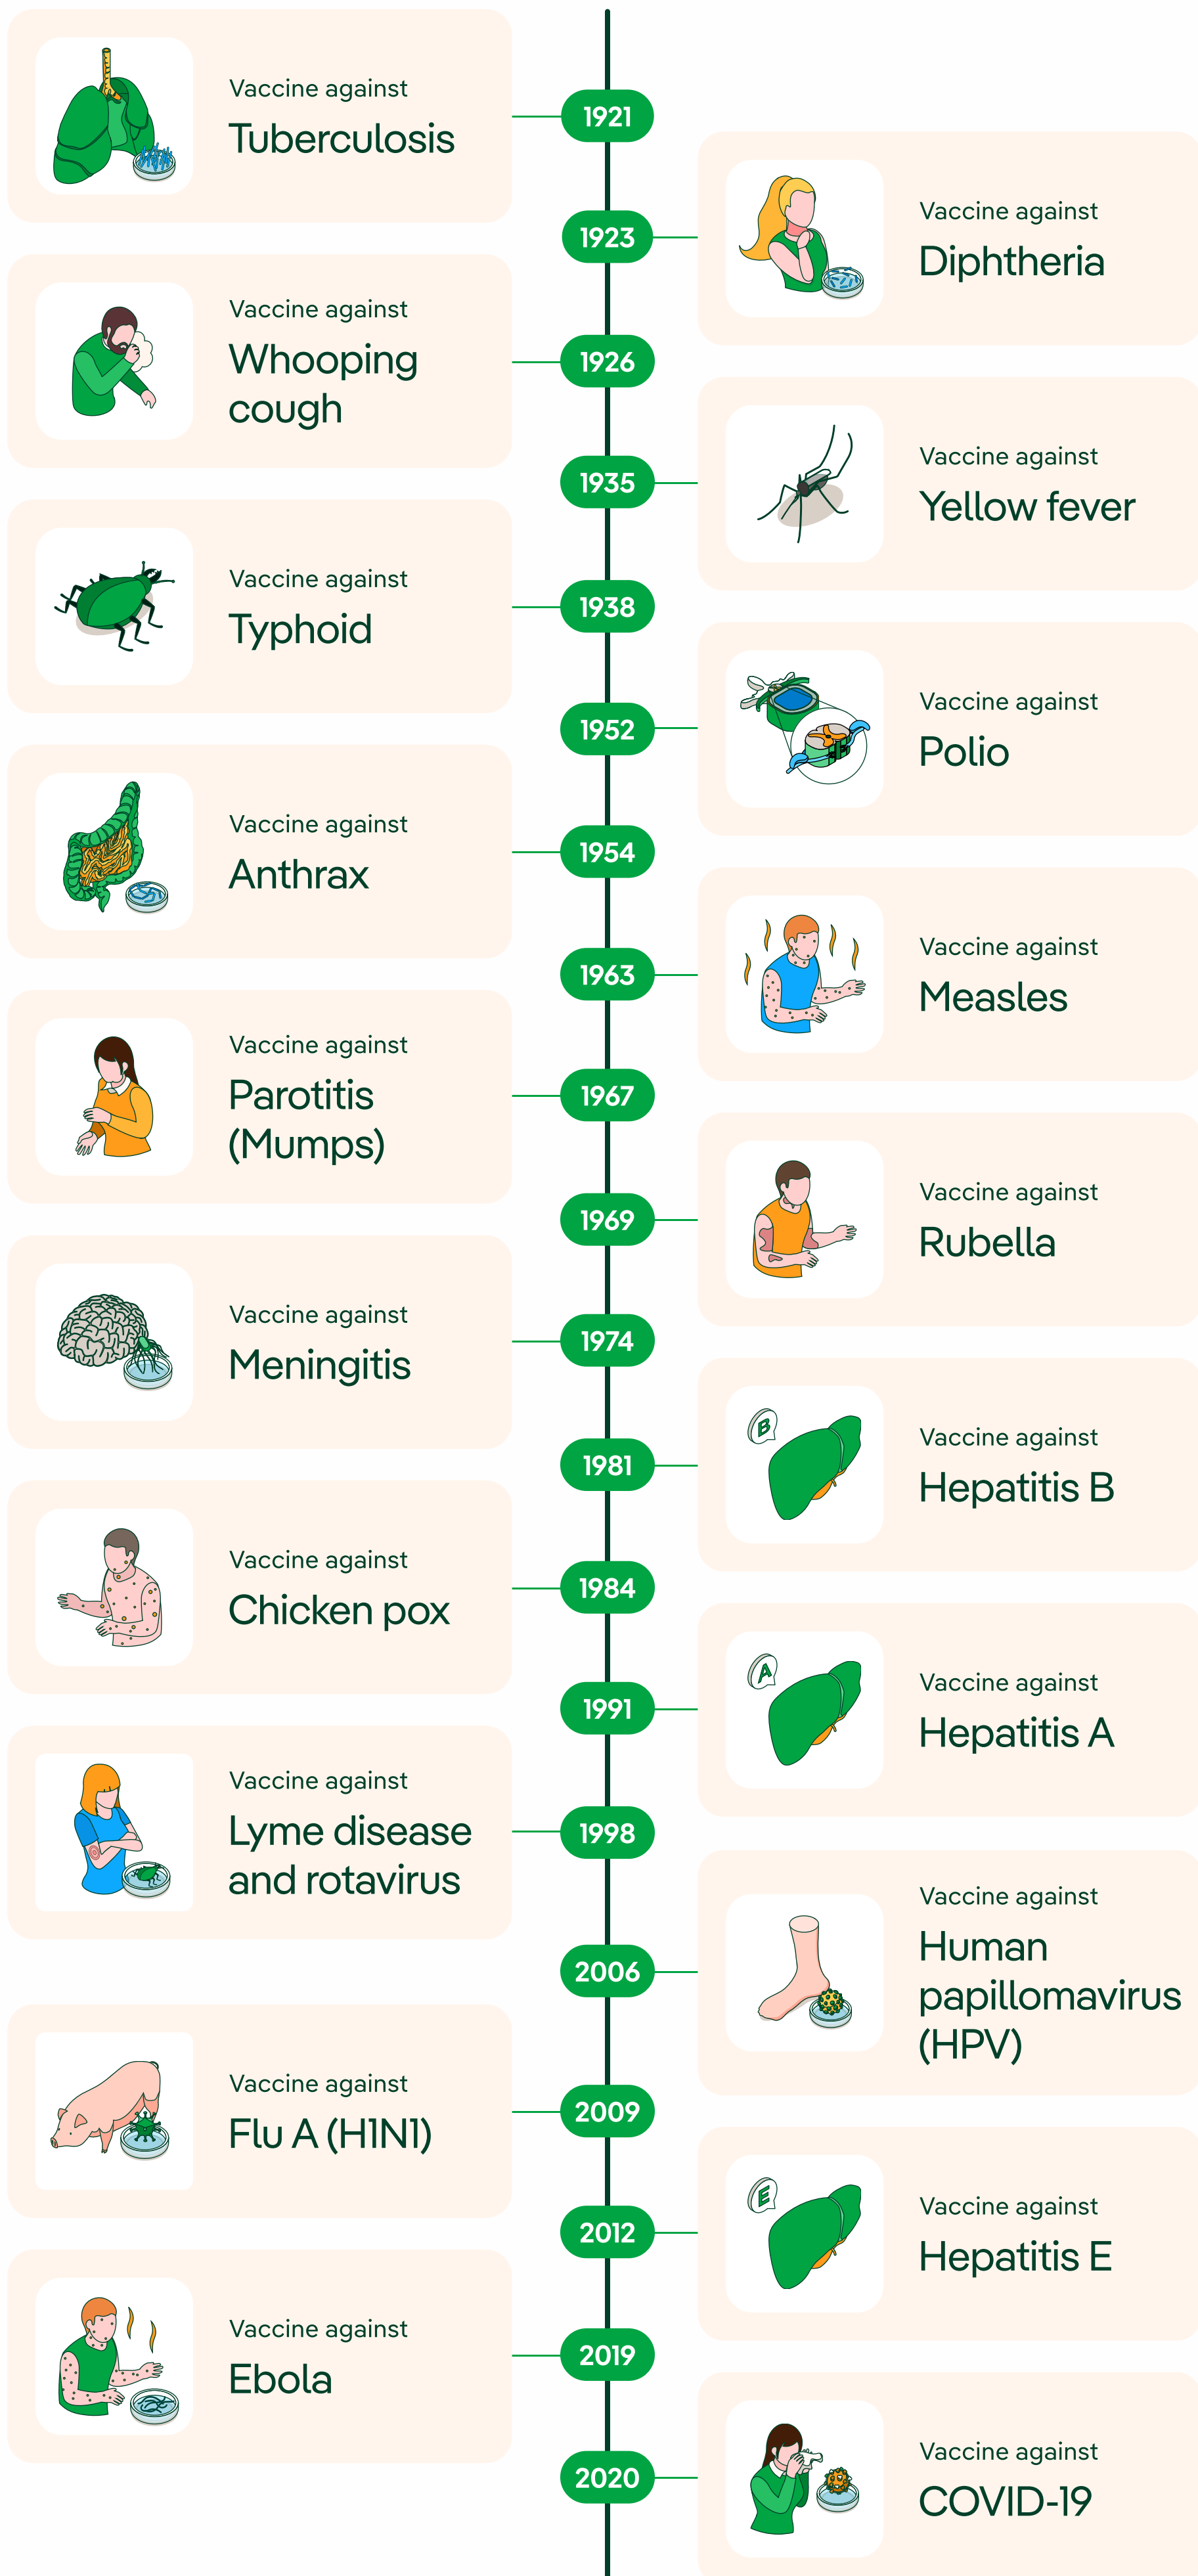 Vaccine against
Tuberculosis
1921
1923
Vaccine against
Diphtheria
Vaccine against
Whooping
cough
1926
1935
Vaccine against
Yellow fever
Vaccine against
Typhoid
1938
1952
Vaccine against
Polio
Vaccine against
Anthrax
1954
1963
Vaccine against
Measles
Vaccine against
Parotitis
(Mumps)
1967
1969
Vaccine against
Rubella
Vaccine against
Meningitis
1974
1981
B
Vaccine against
Hepatitis B
Vaccine against
Chicken pox
1984
1991
A
Vaccine against
Hepatitis A
Vaccine against
Lyme disease
and rotavirus
1998
2006
Vaccine against
Human
papillomavirus
(HPV)
Vaccine against
Flu A (H1N1)
2009
2012
E
Vaccine against
Hepatitis E
Vaccine against
Ebola
2019
2020
Vaccine against
COVID-19